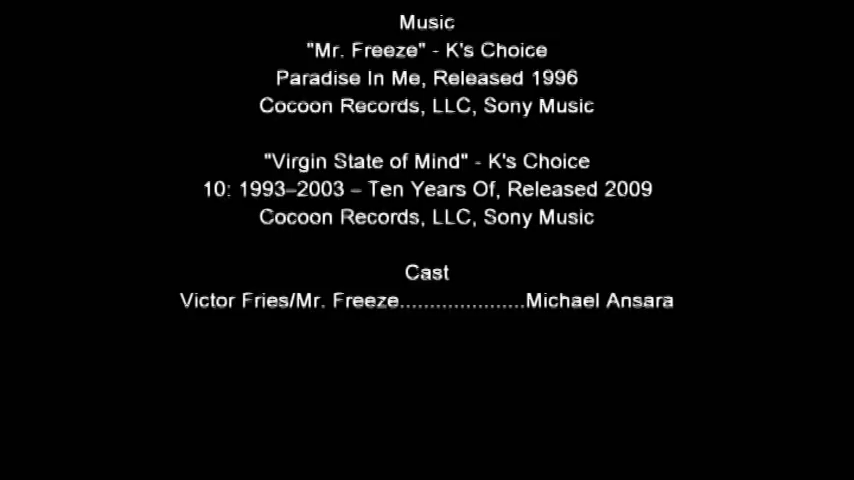 Music
"Mr. Freeze" - K's Choice
Paradise In Me, Released 1996
Cocoon Records, LLC, Sony Music
"Virgin State of Mind" - K's Choice
10: 1993–2003 – Ten Years Of, Released 2009
Cocoon Records, LLC, Sony Music
Cast
Victor Fries/Mr. Freeze.....................Michael Ansara